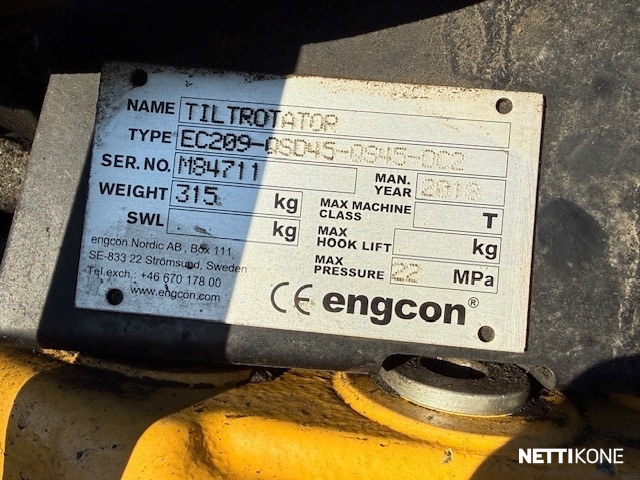 NAME TILTROTATOR
TYPE EC209-QSD45-QS45-QC2
SER. NO. M84711
MAN. YEAR
WEIGHT 315 kg
MAX MACHINE CLASS T
SWL kg
MAX HOOK LIFT kg
MAX PRESSURE 22 MPa
engcon Nordic AB , Box 111
SE-833 22 Strömsund, Sweden
Tel.exch.: +46 670 178 00
www.engcon.com
CE engcon®
NETTIKONE